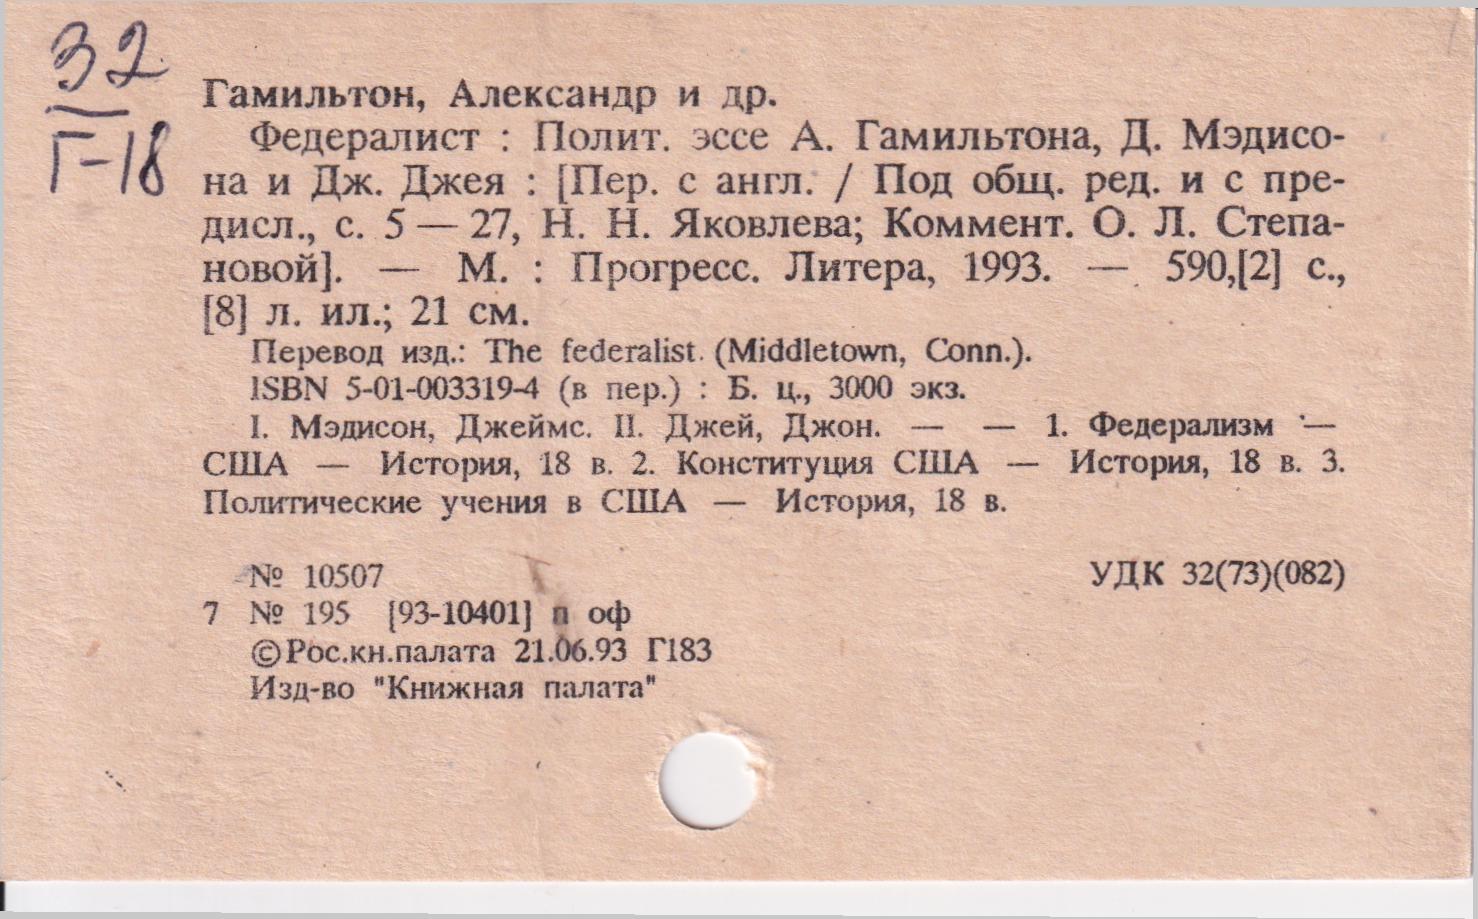 32
Г-18
Гамильтон, Александр и др.
Федералист : Полит. эссе А. Гамильтона, Д. Мэдисо-
на и Дж. Джея : [Пер. с англ. / Под общ. ред. и с пре-
дисл., с. 5 — 27, Н. Н. Яковлева; Коммент. О. Л. Степа-
новой]. — М. : Прогресс. Литера, 1993. — 590,[2] с.,
[8] л. ил.; 21 см.
Перевод изд.: The federalist. (Middletown, Conn.).
ISBN 5-01-003319-4 (в пер.) : Б. ц., 3000 экз.
I. Мэдисон, Джеймс. II. Джей, Джон. — — 1. Федерализм —
США — История, 18 в. 2. Конституция США — История, 18 в. 3.
Политические учения в США — История, 18 в.
№ 10507 УДК 32(73)(082)
7 № 195 [93-10401] п оф
©Рос.кн.палата 21.06.93 Г183
Изд-во "Книжная палата"